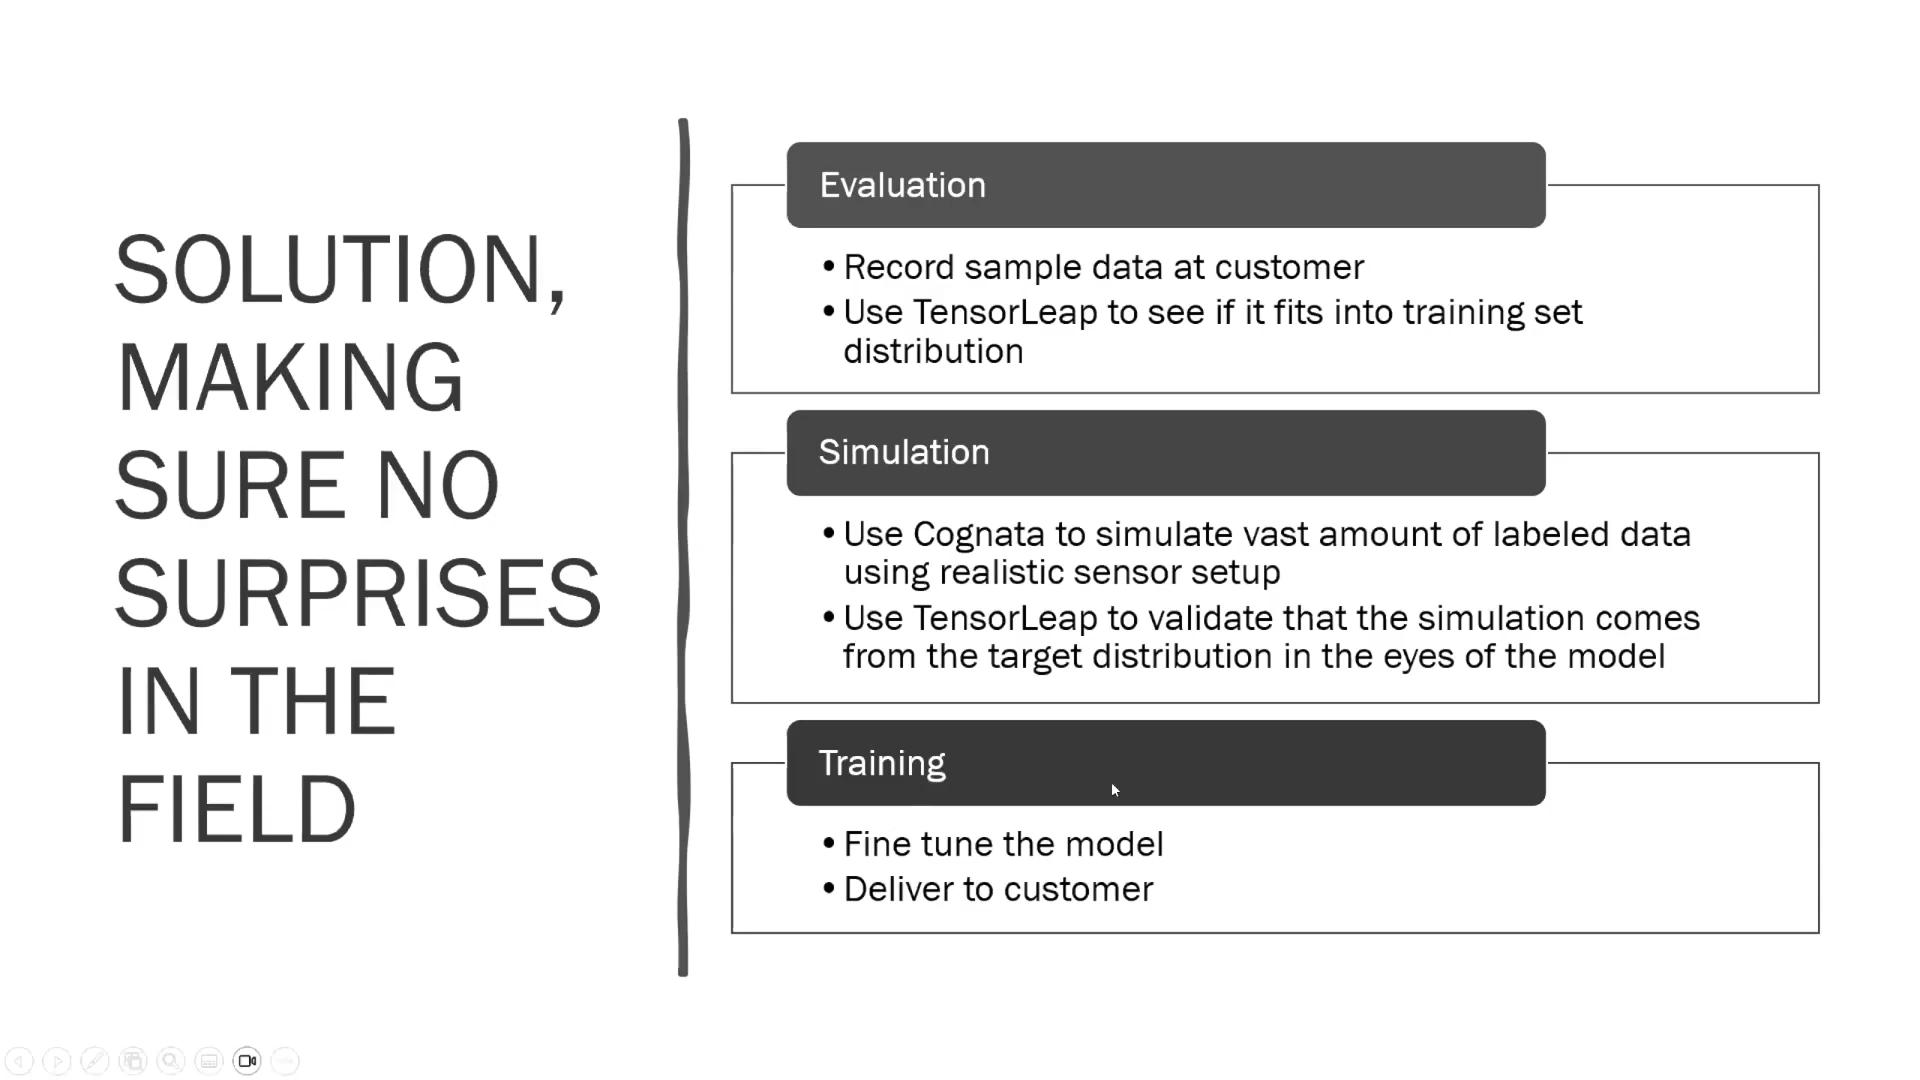 SOLUTION,
MAKING
SURE NO
SURPRISES
IN THE
FIELD
Evaluation
• Record sample data at customer
• Use TensorLeap to see if it fits into training set
distribution
Simulation
• Use Cognata to simulate vast amount of labeled data
using realistic sensor setup
• Use TensorLeap to validate that the simulation comes
from the target distribution in the eyes of the model
Training
• Fine tune the model
• Deliver to customer